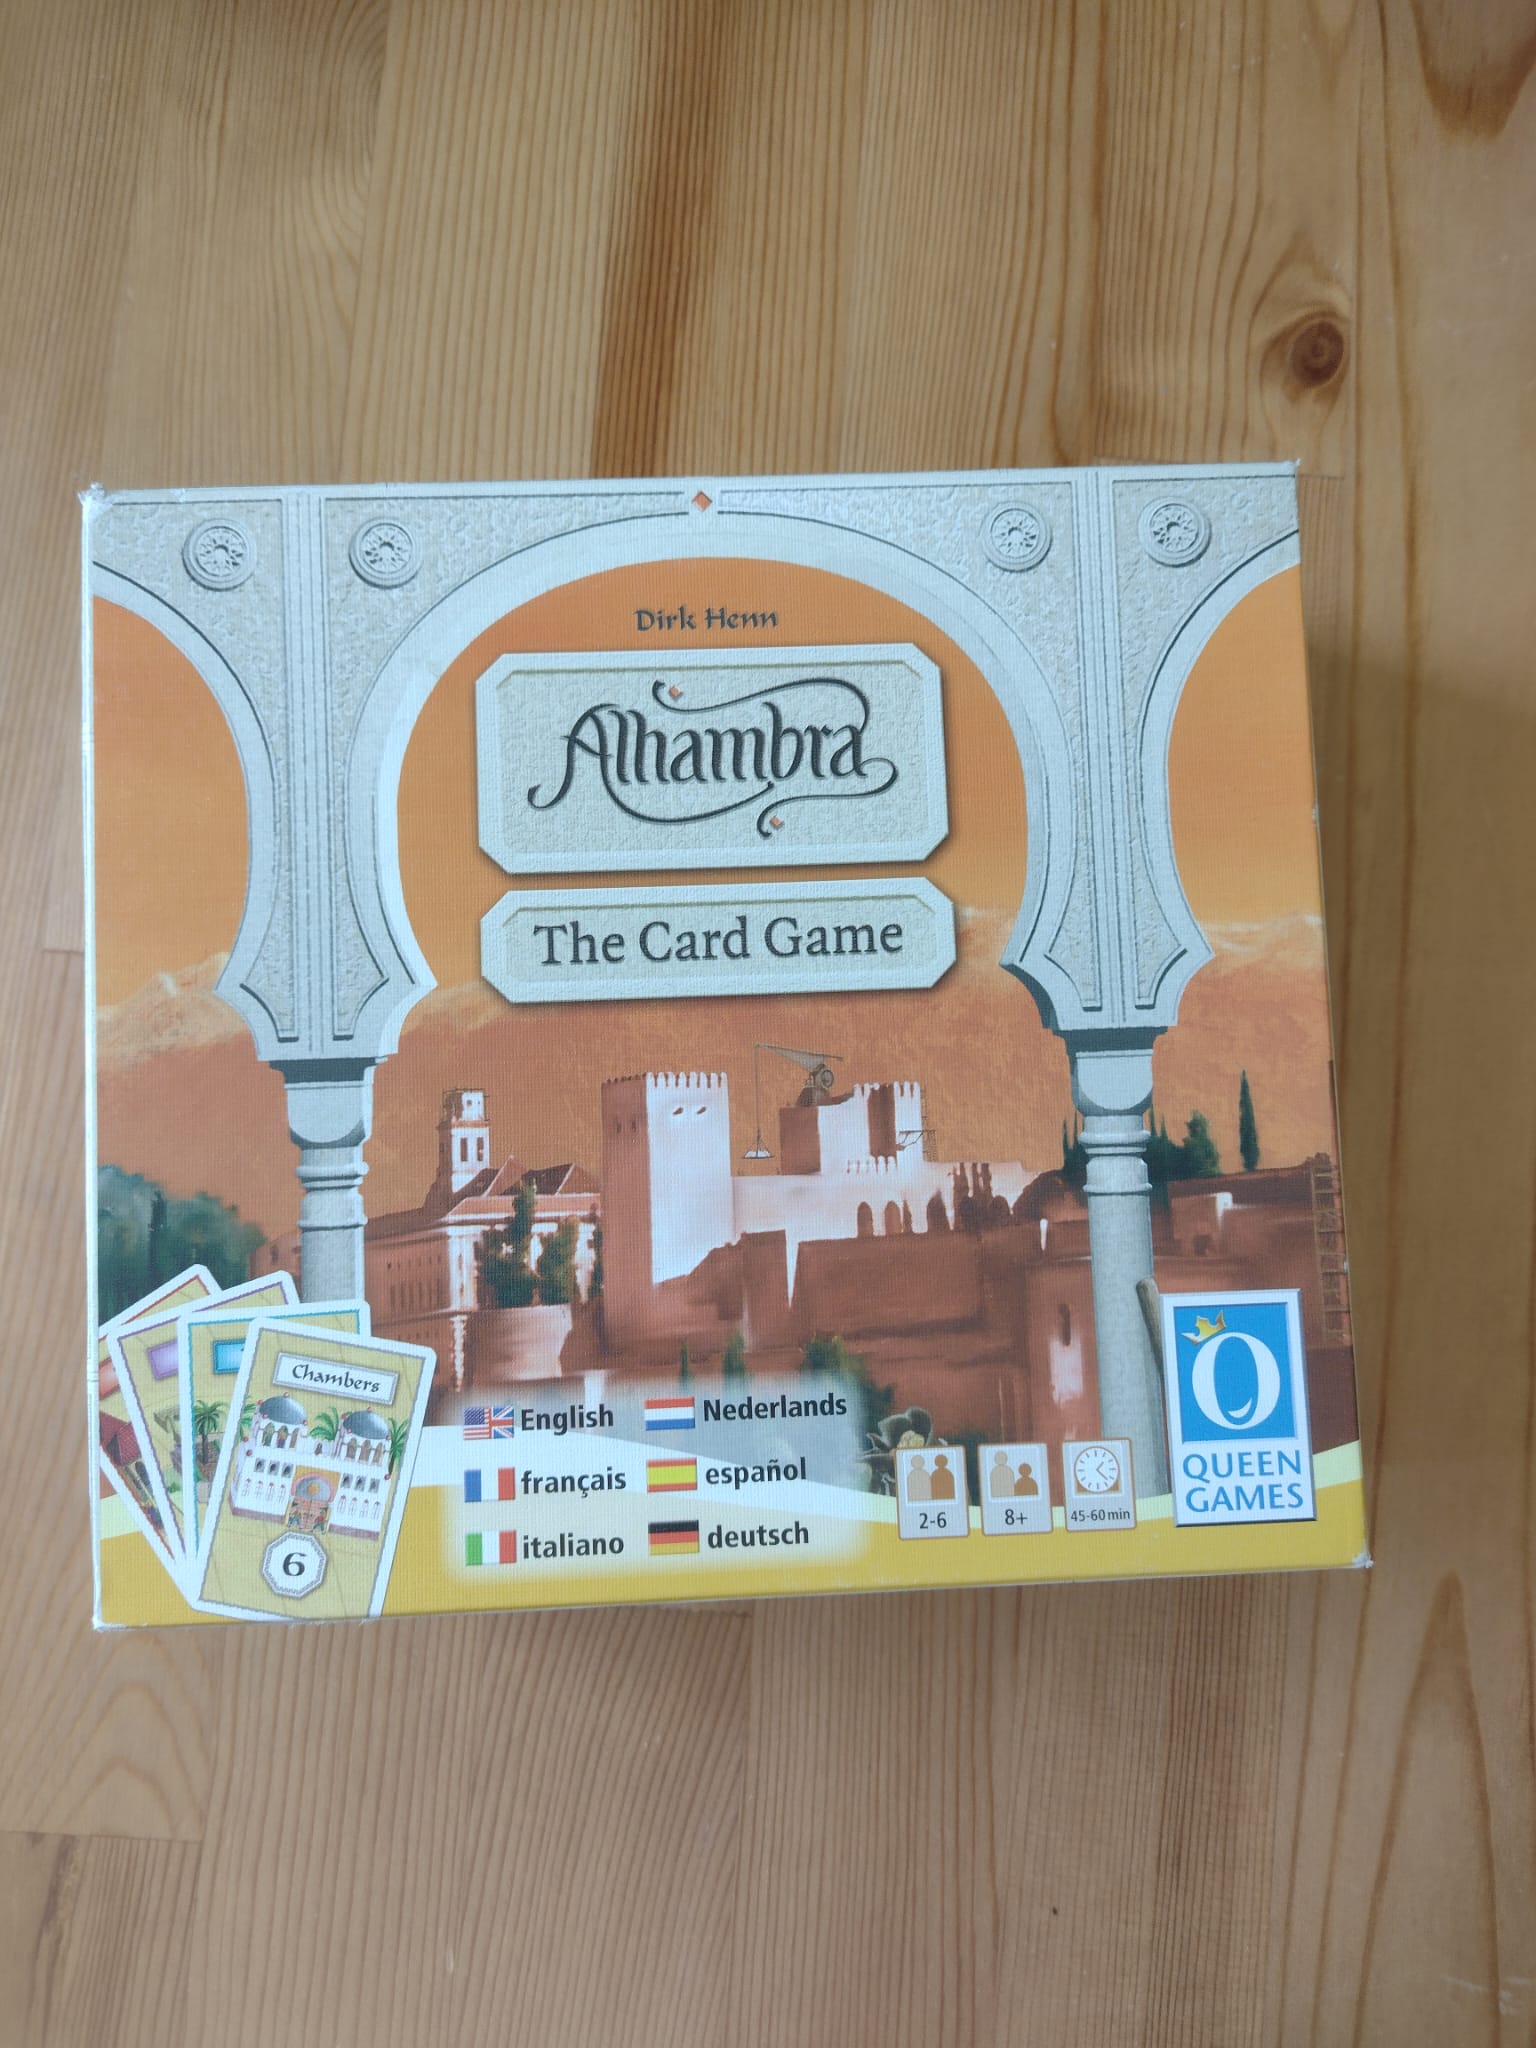 Dirk Henn
Alhambra
The Card Game
Chambers
6
English
Nederlands
français
español
italiano
deutsch
2-6
8+
45-60 min
QUEEN
GAMES